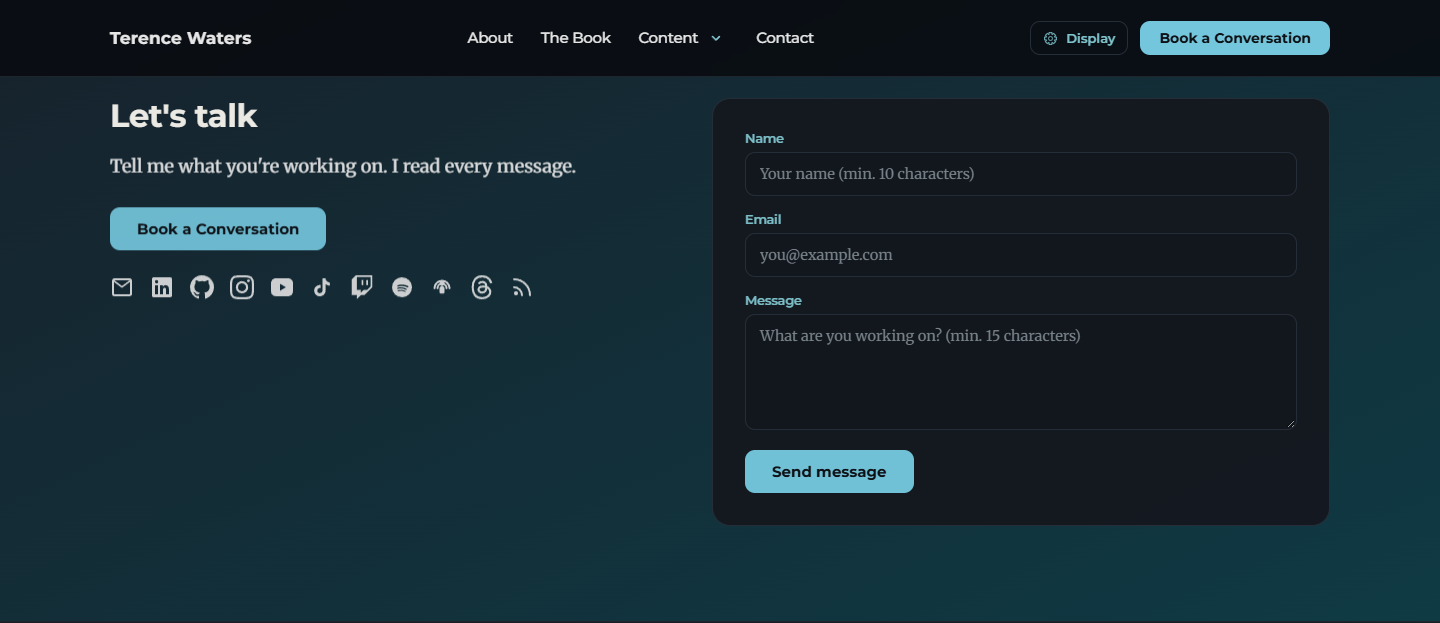 Terence Waters
About
The Book
Content
Contact
Display
Book a Conversation
Let's talk
Tell me what you're working on. I read every message.
Book a Conversation
Name
Your name (min. 10 characters)
Email
you@example.com
Message
What are you working on? (min. 15 characters)
Send message